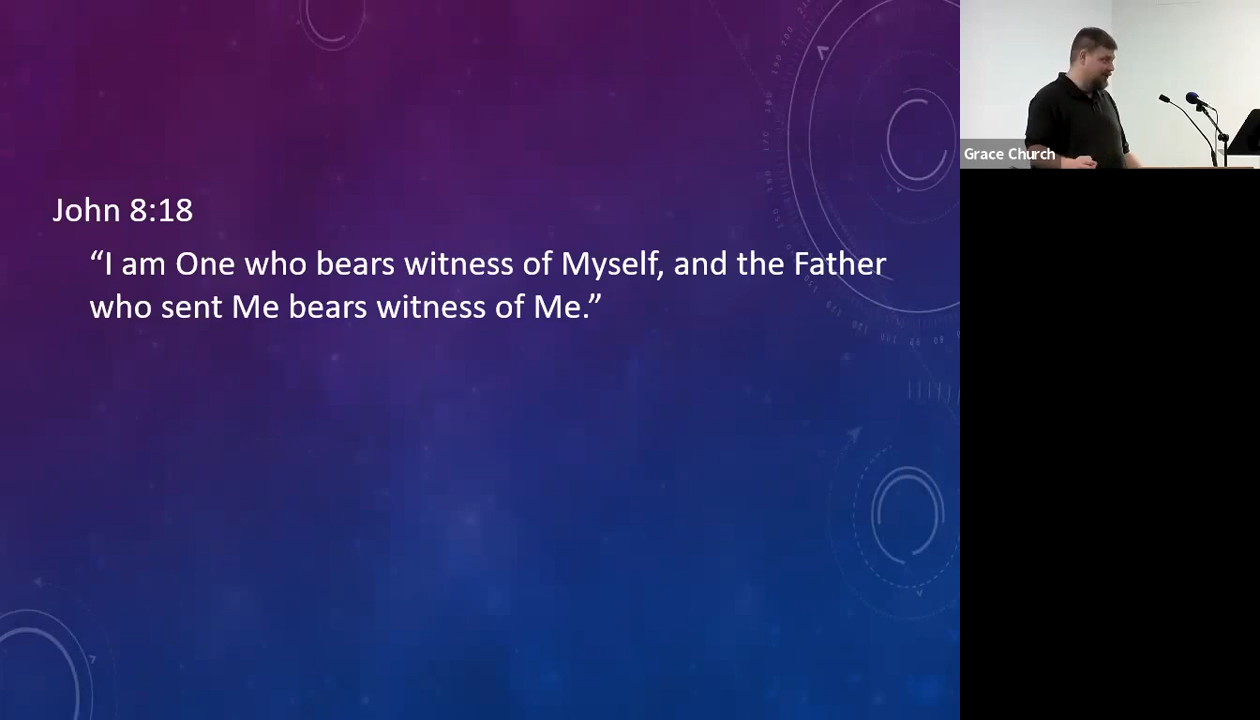 John 8:18
“I am One who bears witness of Myself, and the Father
who sent Me bears witness of Me.”
Grace Church